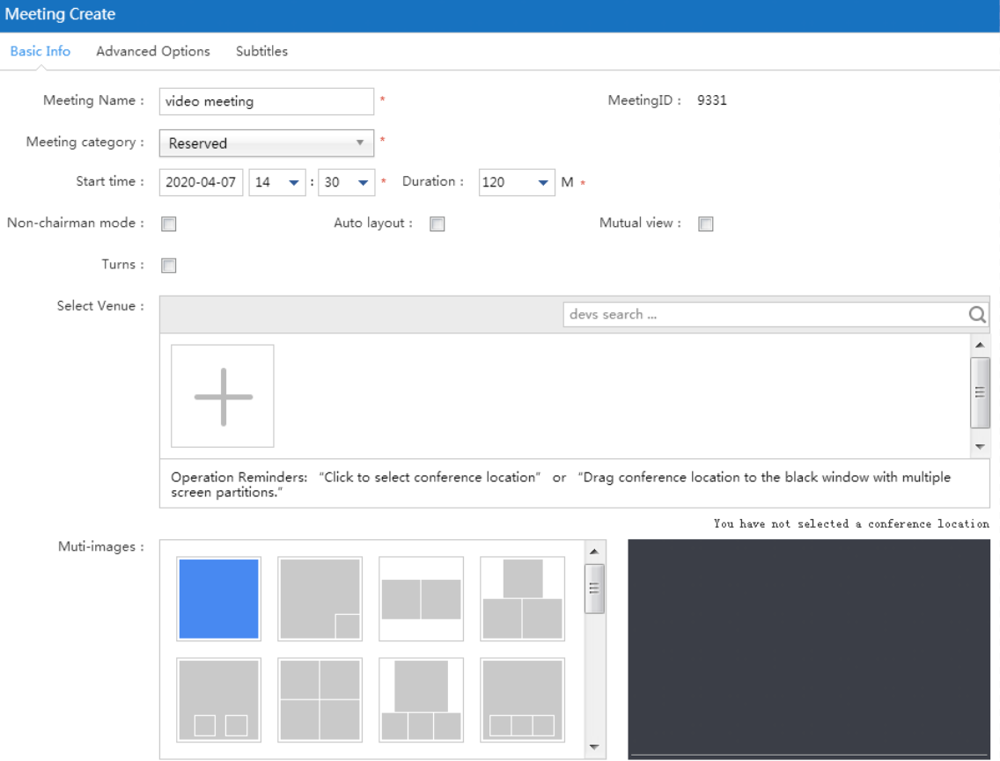 Meeting Create
Basic Info Advanced Options Subtitles
Meeting Name : video meeting * MeetingID : 9331
Meeting category : Reserved *
Start time : 2020-04-07 14 : 30 * Duration : 120 M *
Non-chairman mode : Auto layout : Mutual view :
Turns :
Select Venue : devs search ...
Operation Reminders: “Click to select conference location” or “Drag conference location to the black window with multiple
screen partitions.”
You have not selected a conference location
Muti-images :